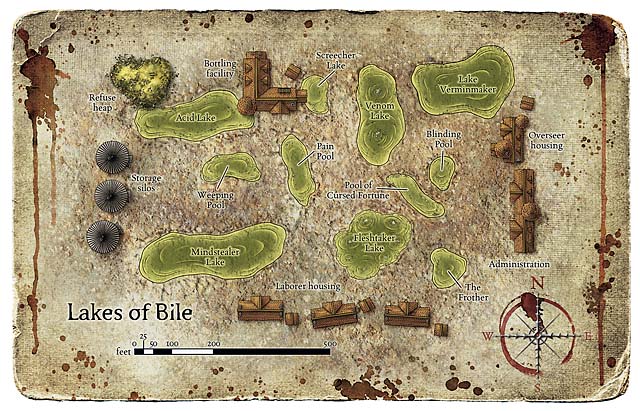 Bottling
facility
Screecher
Lake
Lake
Verminmaker
Refuse
heap
Acid Lake
Venom
Lake
Blinding
Pool
Overseer
housing
Pain
Pool
Storage
silos
Weeping
Pool
Pool of
Cursed Fortune
Mindstealer
Lake
Fleshtaker
Lake
Administration
Laborer housing
The
Frother
Lakes of Bile
N
W
E
S
25
feet 0 50 100 200 500